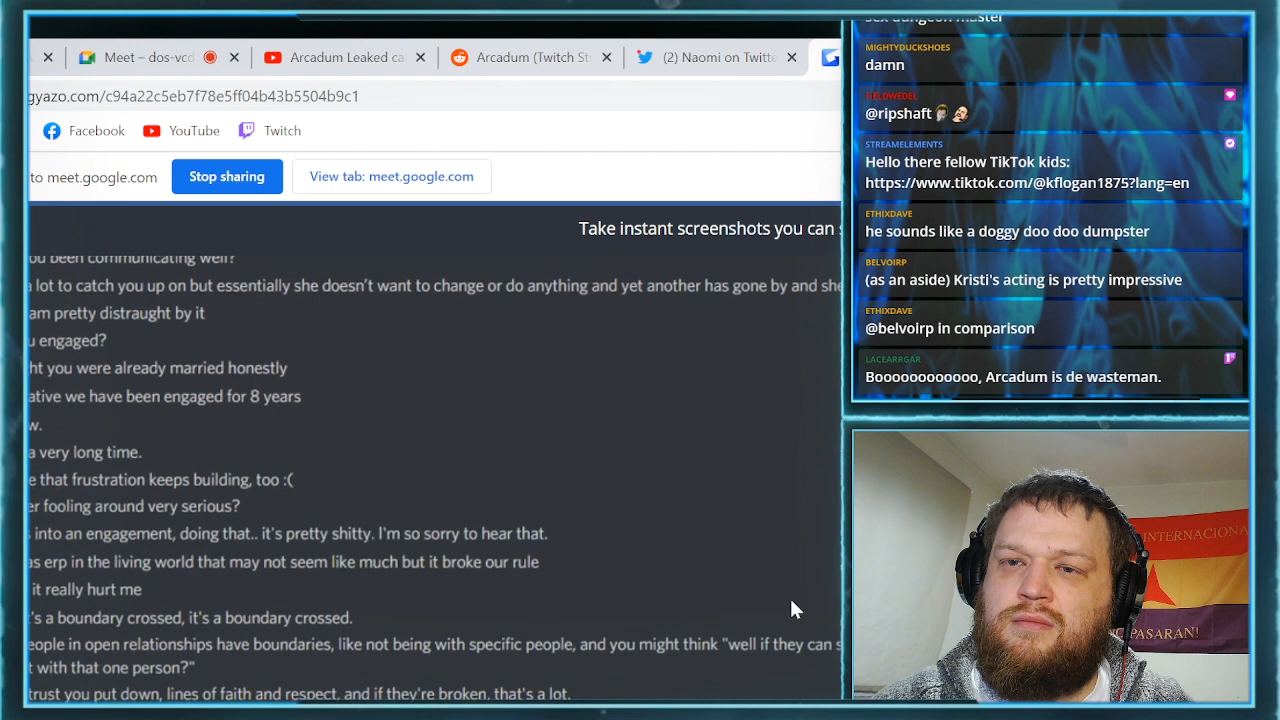 Meet – dos-vcd
Arcadum Leaked ca
Arcadum (Twitch St
(2) Naomi on Twitte
gyazo.com/c94a22c5eb7f78e5ff04b43b5504b9c1
Facebook
YouTube
Twitch
to meet.google.com
Stop sharing
View tab: meet.google.com
Take instant screenshots you can s
ou been communicating well?
a lot to catch you up on but essentially she doesn't want to change or do anything and yet another has gone by and she
am pretty distraught by it
u engaged?
ht you were already married honestly
ative we have been engaged for 8 years
w.
a very long time.
e that frustration keeps building, too :(
er fooling around very serious?
s into an engagement, doing that.. it's pretty shitty. I'm so sorry to hear that.
as erp in the living world that may not seem like much but it broke our rule
it really hurt me
t's a boundary crossed, it's a boundary crossed.
eople in open relationships have boundaries, like not being with specific people, and you might think "well if they can s
t with that one person?"
trust you put down, lines of faith and respect, and if they're broken, that's a lot.
sex dungeon master
MIGHTYDUCKSHOES
damn
@ripshaft
STREAMELEMENTS
Hello there fellow TikTok kids:
https://www.tiktok.com/@kflogan1875?lang=en
ETHIXDAVE
he sounds like a doggy doo doo dumpster
BELVOIRP
(as an aside) Kristi's acting is pretty impressive
ETHIXDAVE
@belvoirp in comparison
LACEARRGAR
Booooooooooo, Arcadum is de wasteman.
INTERNACIONA
PASARAN!